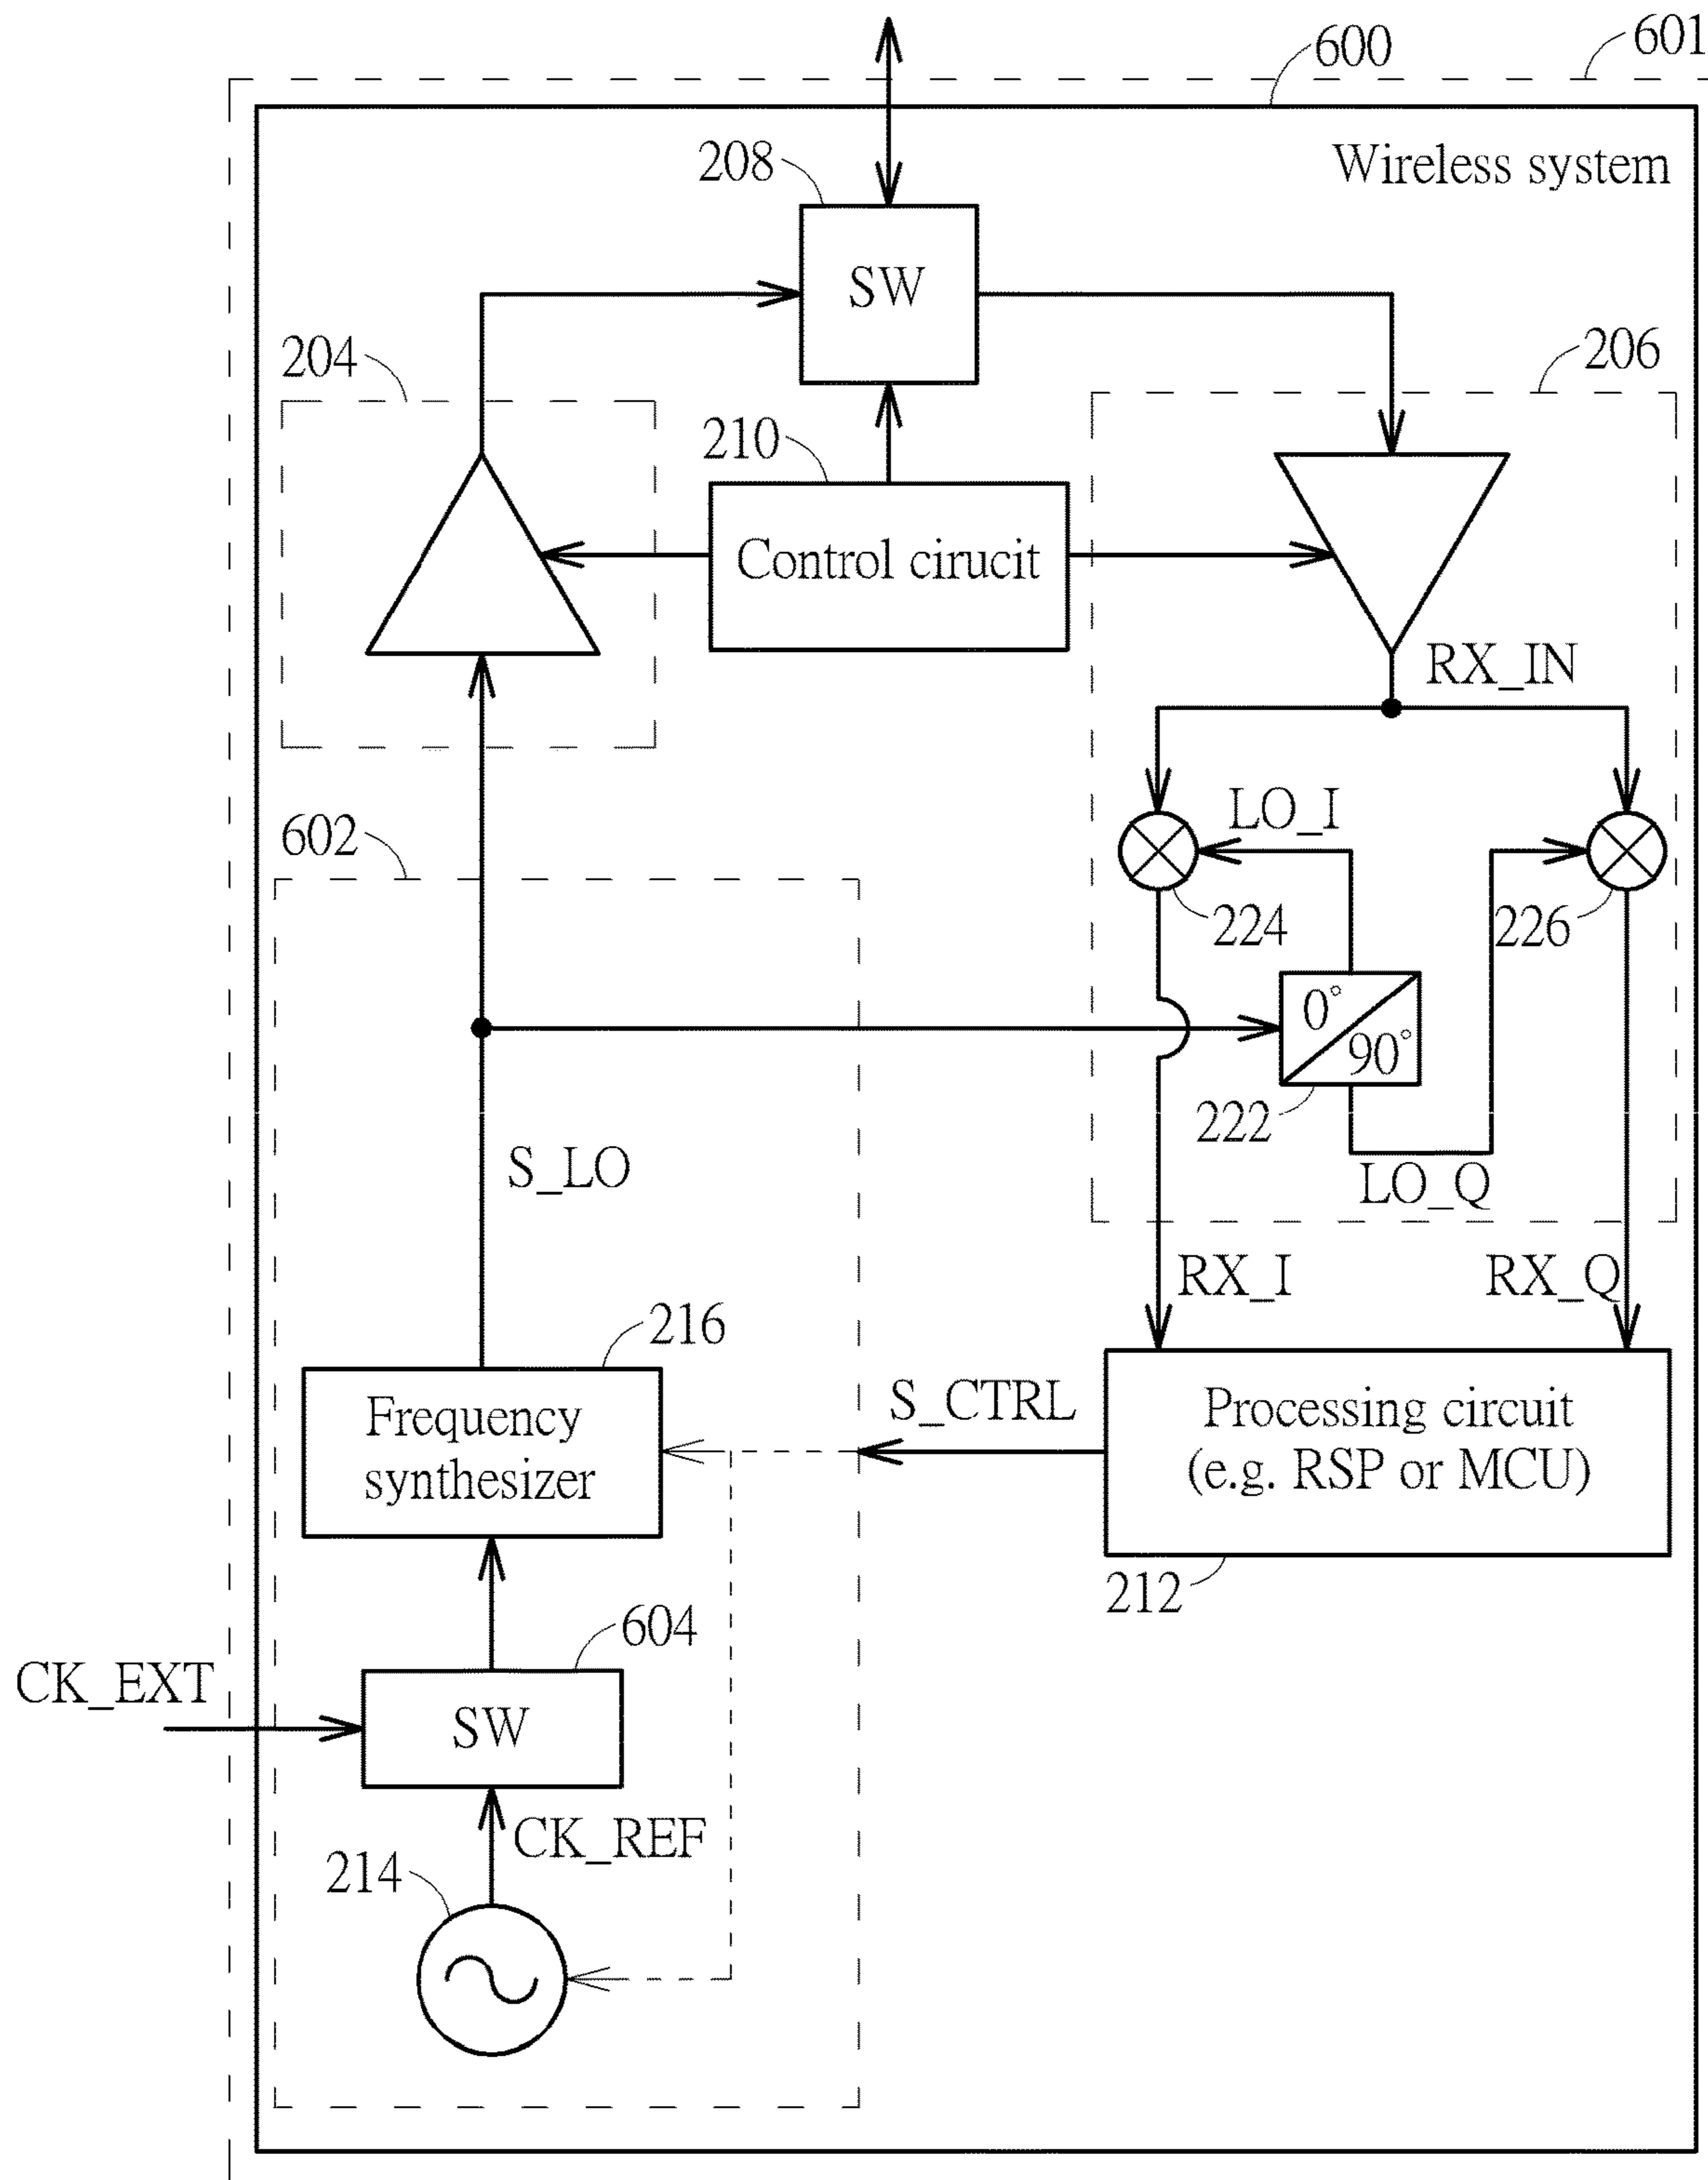 601
600
Wireless system
208
SW
204
206
210
Control cirucit
RX_IN
LO_I
602
224
226
0°
90°
222
S_LO
LO_Q
RX_I
RX_Q
216
Frequency
synthesizer
S_CTRL
Processing circuit
(e.g. RSP or MCU)
212
604
CK_EXT
SW
CK_REF
214